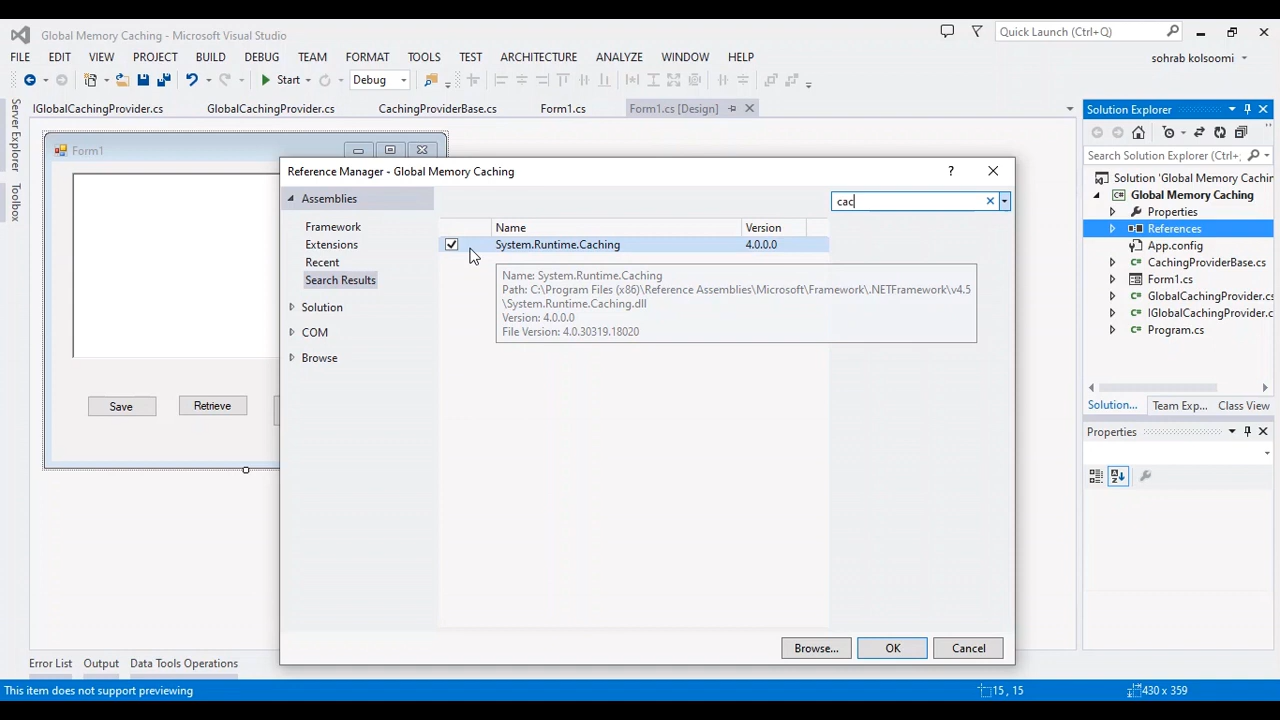 Global Memory Caching - Microsoft Visual Studio
Quick Launch (Ctrl+Q)
FILE EDIT VIEW PROJECT BUILD DEBUG TEAM FORMAT TOOLS TEST ARCHITECTURE ANALYZE WINDOW HELP
sohrab kolsoomi
Start Debug
IGlobalCachingProvider.cs GlobalCachingProvider.cs CachingProviderBase.cs Form1.cs Form1.cs [Design]
Server Explorer
Toolbox
Form1
Save Retrieve
Reference Manager - Global Memory Caching
?
Assemblies
Framework
Extensions
Recent
Search Results
Solution
COM
Browse
cac
Name Version
System.Runtime.Caching 4.0.0.0
Name: System.Runtime.Caching
Path: C:\Program Files (x86)\Reference Assemblies\Microsoft\Framework\.NETFramework\v4.5
\System.Runtime.Caching.dll
Version: 4.0.0.0
File Version: 4.0.30319.18020
Browse... OK Cancel
Solution Explorer
Search Solution Explorer (Ctrl+;
Solution 'Global Memory Cachin
Global Memory Caching
Properties
References
App.config
CachingProviderBase.cs
Form1.cs
GlobalCachingProvider.c
IGlobalCachingProvider.c
Program.cs
Solution... Team Exp... Class View
Properties
Error List Output Data Tools Operations
This item does not support previewing
15 , 15
430 x 359